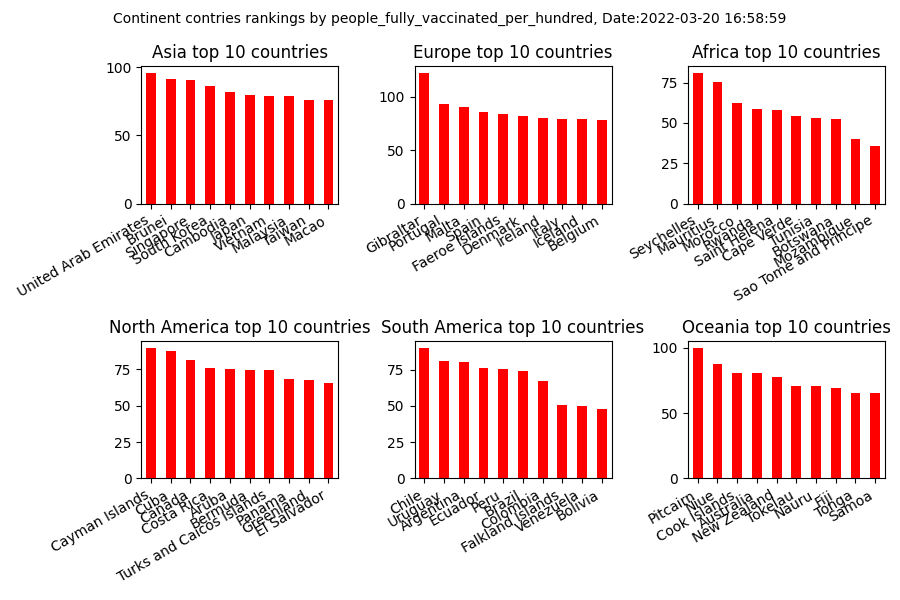 Continent contries rankings by people_fully_vaccinated_per_hundred, Date:2022-03-20 16:58:59
Asia top 10 countries
100
50
0
United Arab Emirates
Brunei
Singapore
South Korea
Cambodia
Japan
Vietnam
Malaysia
Taiwan
Macao
Europe top 10 countries
100
50
0
Gibraltar
Portugal
Malta
Spain
Faeroe Islands
Denmark
Ireland
Italy
Iceland
Belgium
Africa top 10 countries
75
50
25
0
Seychelles
Mauritius
Morocco
Rwanda
Saint Helena
Cape Verde
Tunisia
Botswana
Mozambique
Sao Tome and Principe
North America top 10 countries
75
50
25
0
Cayman Islands
Cuba
Canada
Costa Rica
Aruba
Bermuda
Turks and Caicos Islands
Panama
Greenland
El Salvador
South America top 10 countries
75
50
25
0
Chile
Uruguay
Argentina
Ecuador
Peru
Brazil
Colombia
Falkland Islands
Venezuela
Bolivia
Oceania top 10 countries
100
50
0
Pitcairn
Niue
Cook Islands
Australia
New Zealand
Tokelau
Nauru
Fiji
Tonga
Samoa